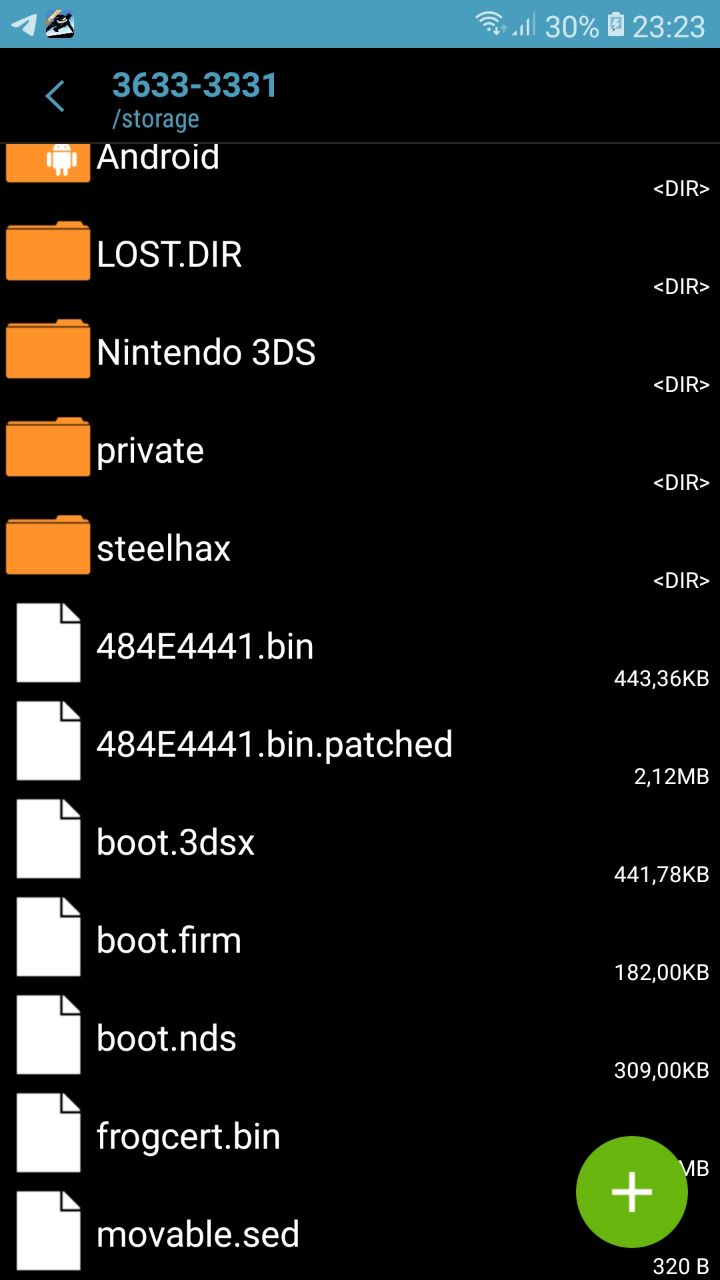 30% 23:23
3633-3331
/storage
Android
<DIR>
LOST.DIR
<DIR>
Nintendo 3DS
<DIR>
private
<DIR>
steelhax
<DIR>
484E4441.bin
443,36KB
484E4441.bin.patched
2,12MB
boot.3dsx
441,78KB
boot.firm
182,00KB
boot.nds
309,00KB
frogcert.bin
MB
movable.sed
320 B